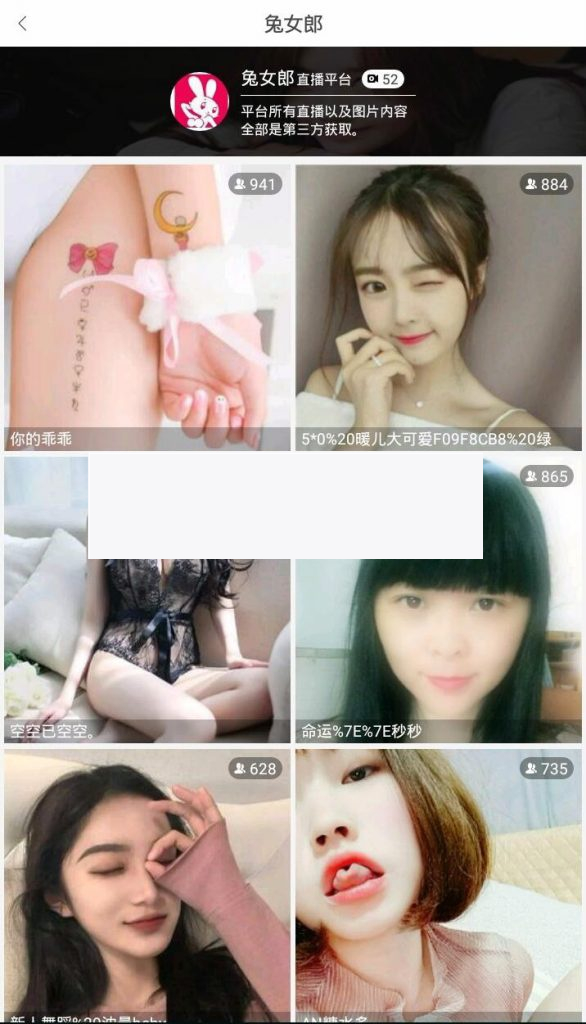 兔女郎
兔女郎直播平台 52
平台所有直播以及图片内容
全部是第三方获取。
941
884
你的乖乖
5*0%20暖儿大可爱F09F8CB8%20绿
865
空空已空空。
命运%7E%7E秒秒
628
735